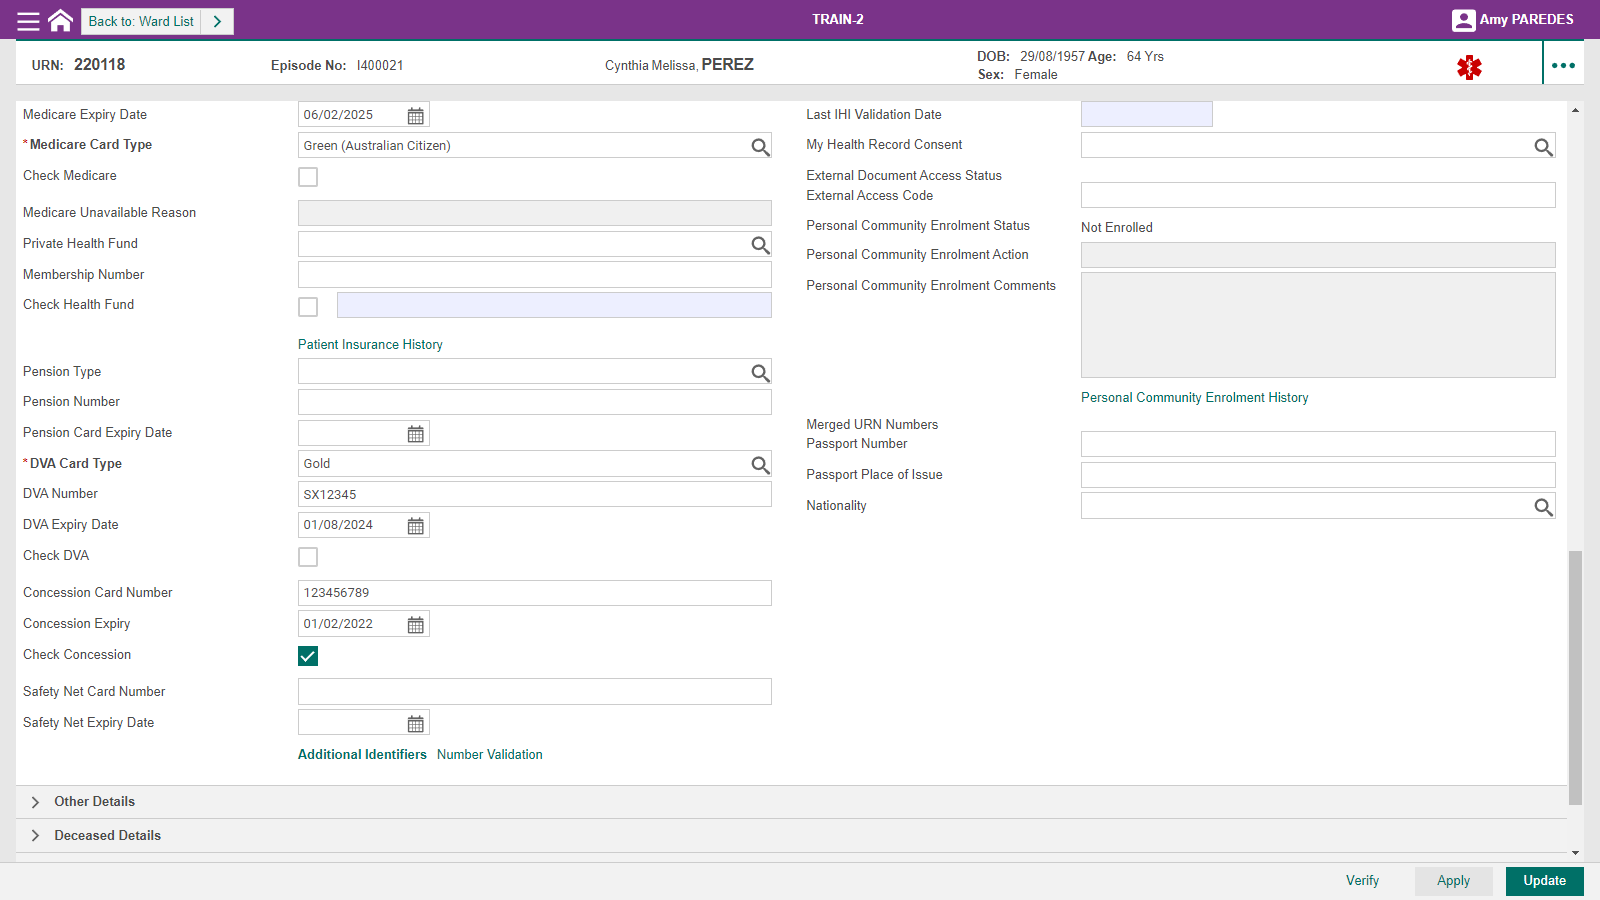 Back to: Ward List
TRAIN-2
Amy PAREDES
URN: 220118
Episode No: I400021
Cynthia Melissa, PEREZ
DOB: 29/08/1957 Age: 64 Yrs
Sex: Female
Medicare Expiry Date 06/02/2025
*Medicare Card Type Green (Australian Citizen)
Check Medicare
Medicare Unavailable Reason
Private Health Fund
Membership Number
Check Health Fund
Patient Insurance History
Pension Type
Pension Number
Pension Card Expiry Date
*DVA Card Type Gold
DVA Number SX12345
DVA Expiry Date 01/08/2024
Check DVA
Concession Card Number 123456789
Concession Expiry 01/02/2022
Check Concession
Safety Net Card Number
Safety Net Expiry Date
Additional Identifiers Number Validation
Last IHI Validation Date
My Health Record Consent
External Document Access Status
External Access Code
Personal Community Enrolment Status Not Enrolled
Personal Community Enrolment Action
Personal Community Enrolment Comments
Personal Community Enrolment History
Merged URN Numbers
Passport Number
Passport Place of Issue
Nationality
Other Details
Deceased Details
Verify
Apply
Update